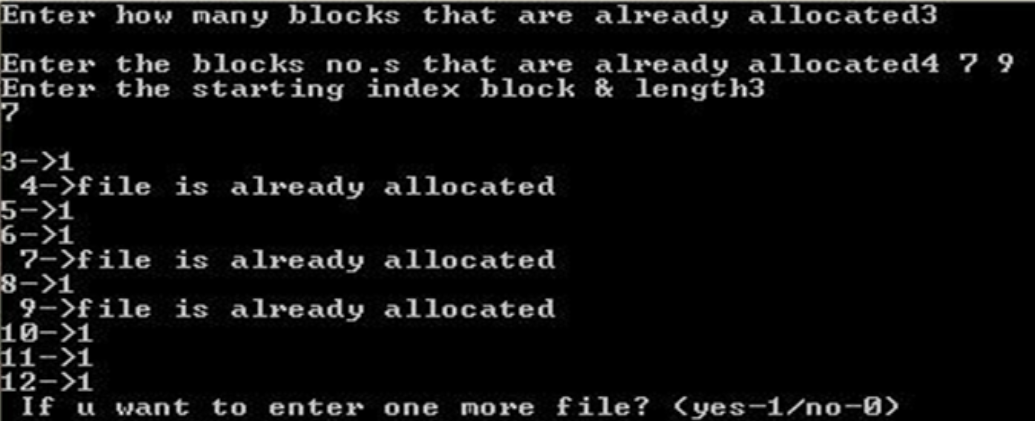 Enter how many blocks that are already allocated3
Enter the blocks no.s that are already allocated4 7 9
Enter the starting index block & length3
7
3->1
4->file is already allocated
5->1
6->1
7->file is already allocated
8->1
9->file is already allocated
10->1
11->1
12->1
If u want to enter one more file? (yes-1/no-0)